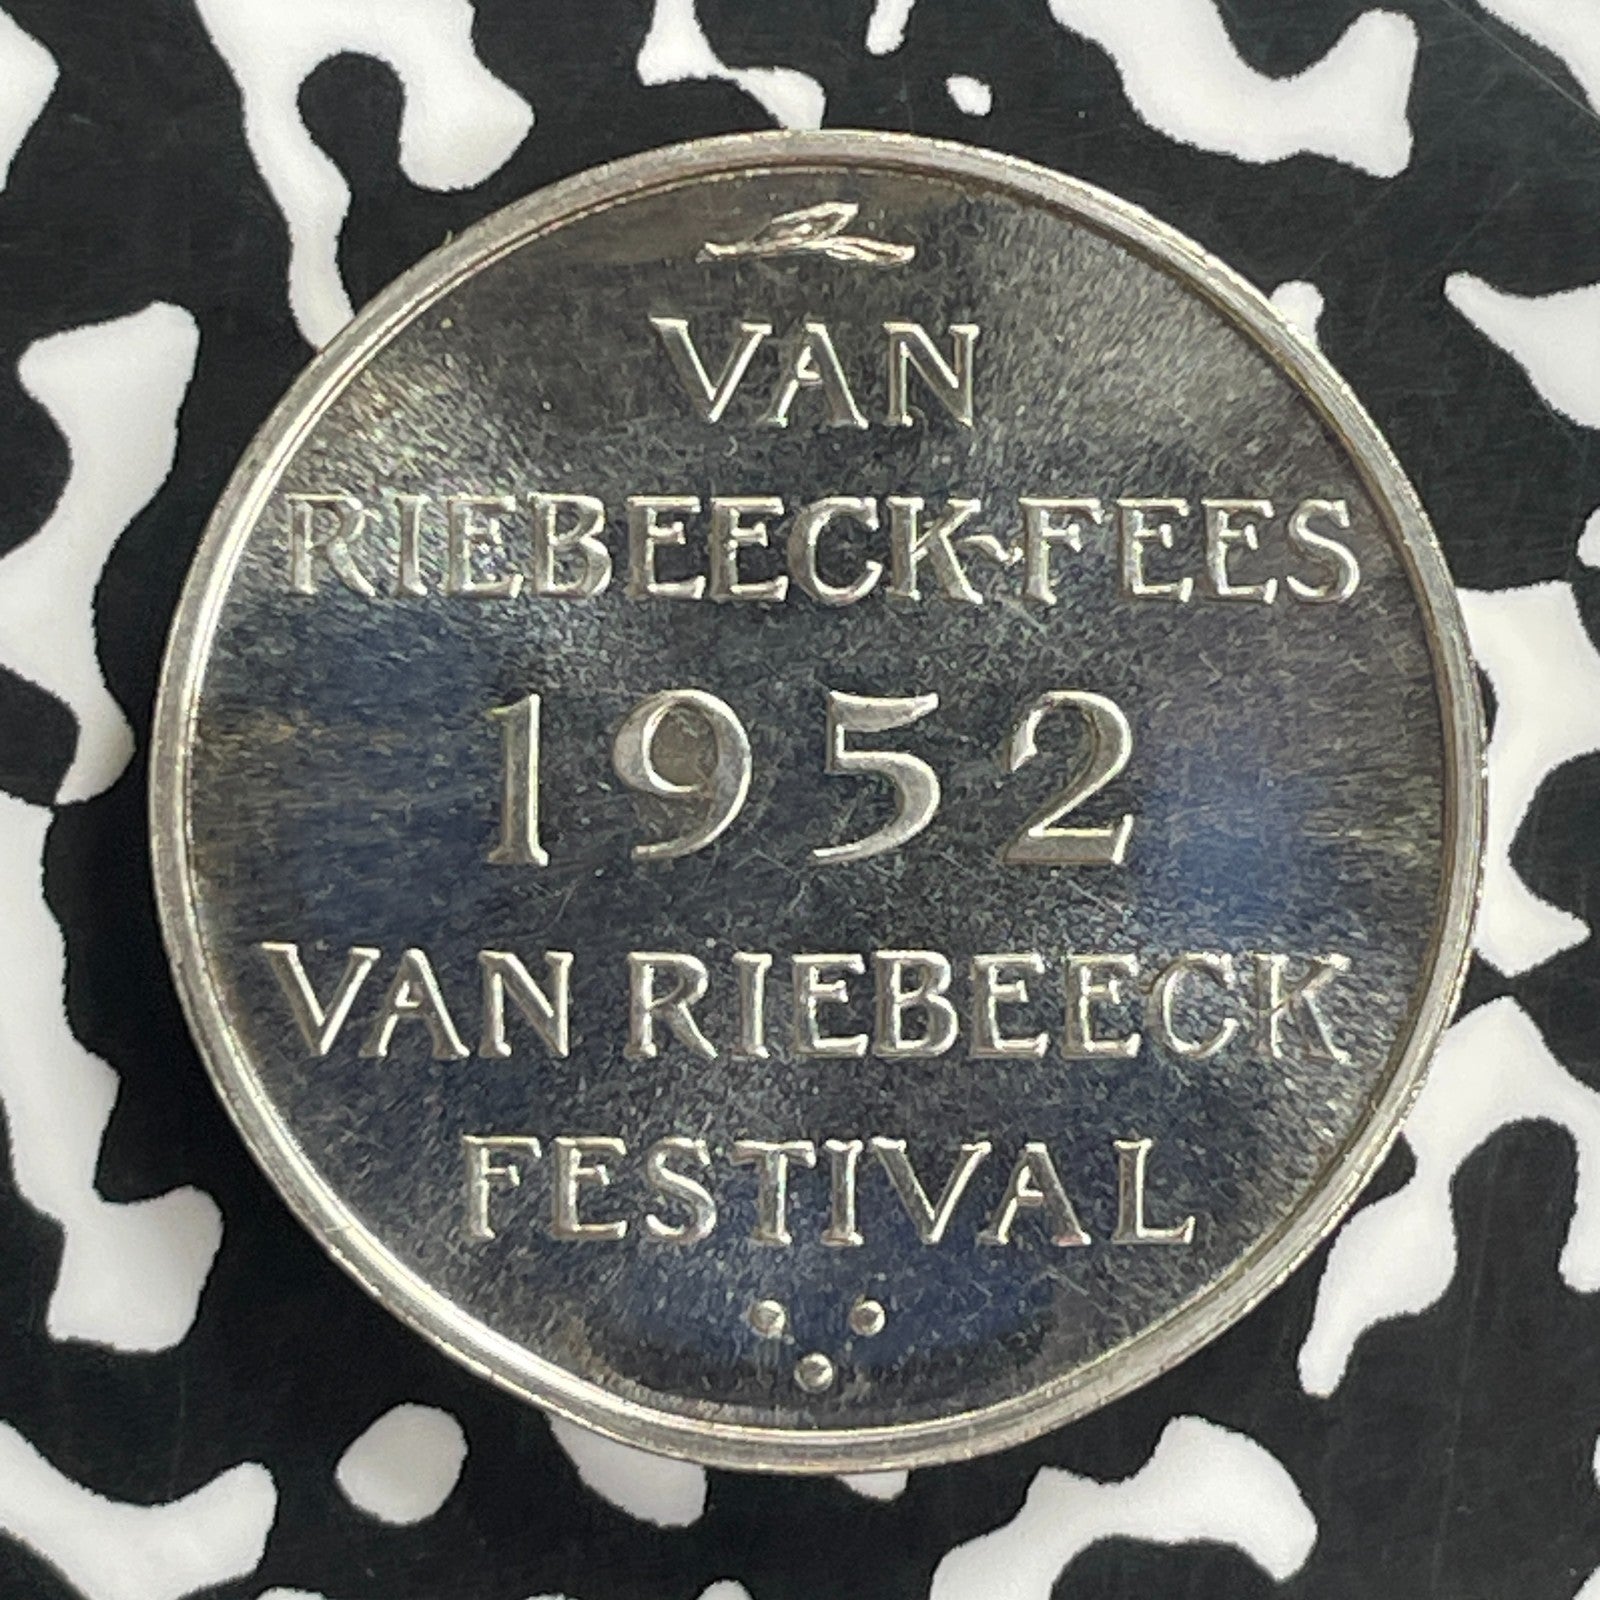 VAN
RIEBEECK-FEES
1952
VAN RIEBEECK
FESTIVAL